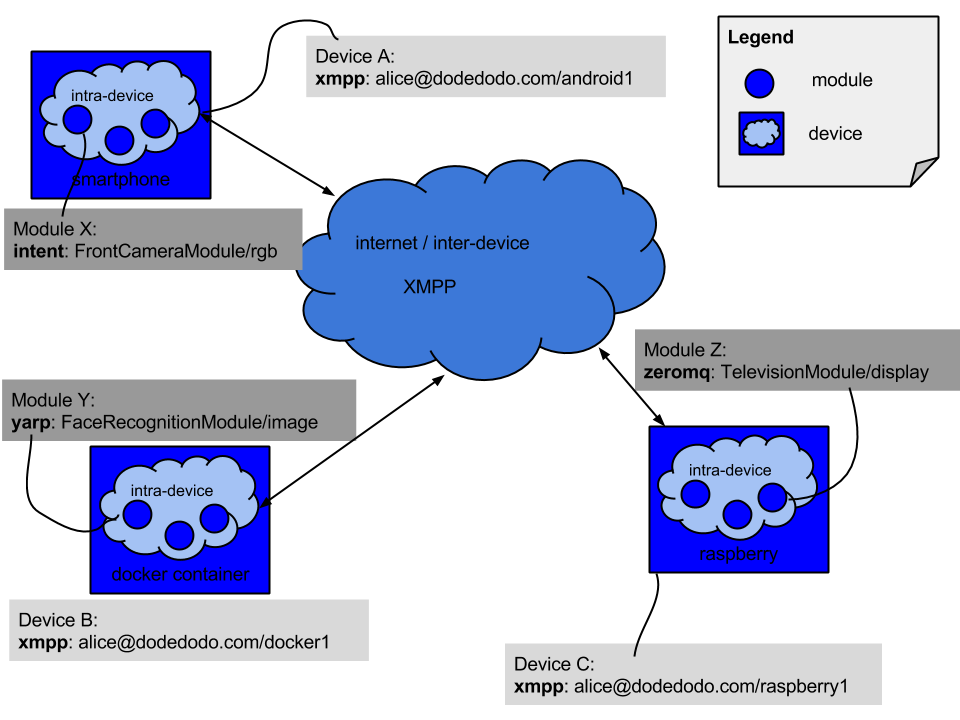 Device A:
xmpp: alice@dodedodo.com/android1
Legend
module
device
intra-device
smartphone
Module X:
intent: FrontCameraModule/rgb
internet / inter-device
XMPP
Module Z:
zeromq: TelevisionModule/display
Module Y:
yarp: FaceRecognitionModule/image
intra-device
docker container
intra-device
raspberry
Device B:
xmpp: alice@dodedodo.com/docker1
Device C:
xmpp: alice@dodedodo.com/raspberry1